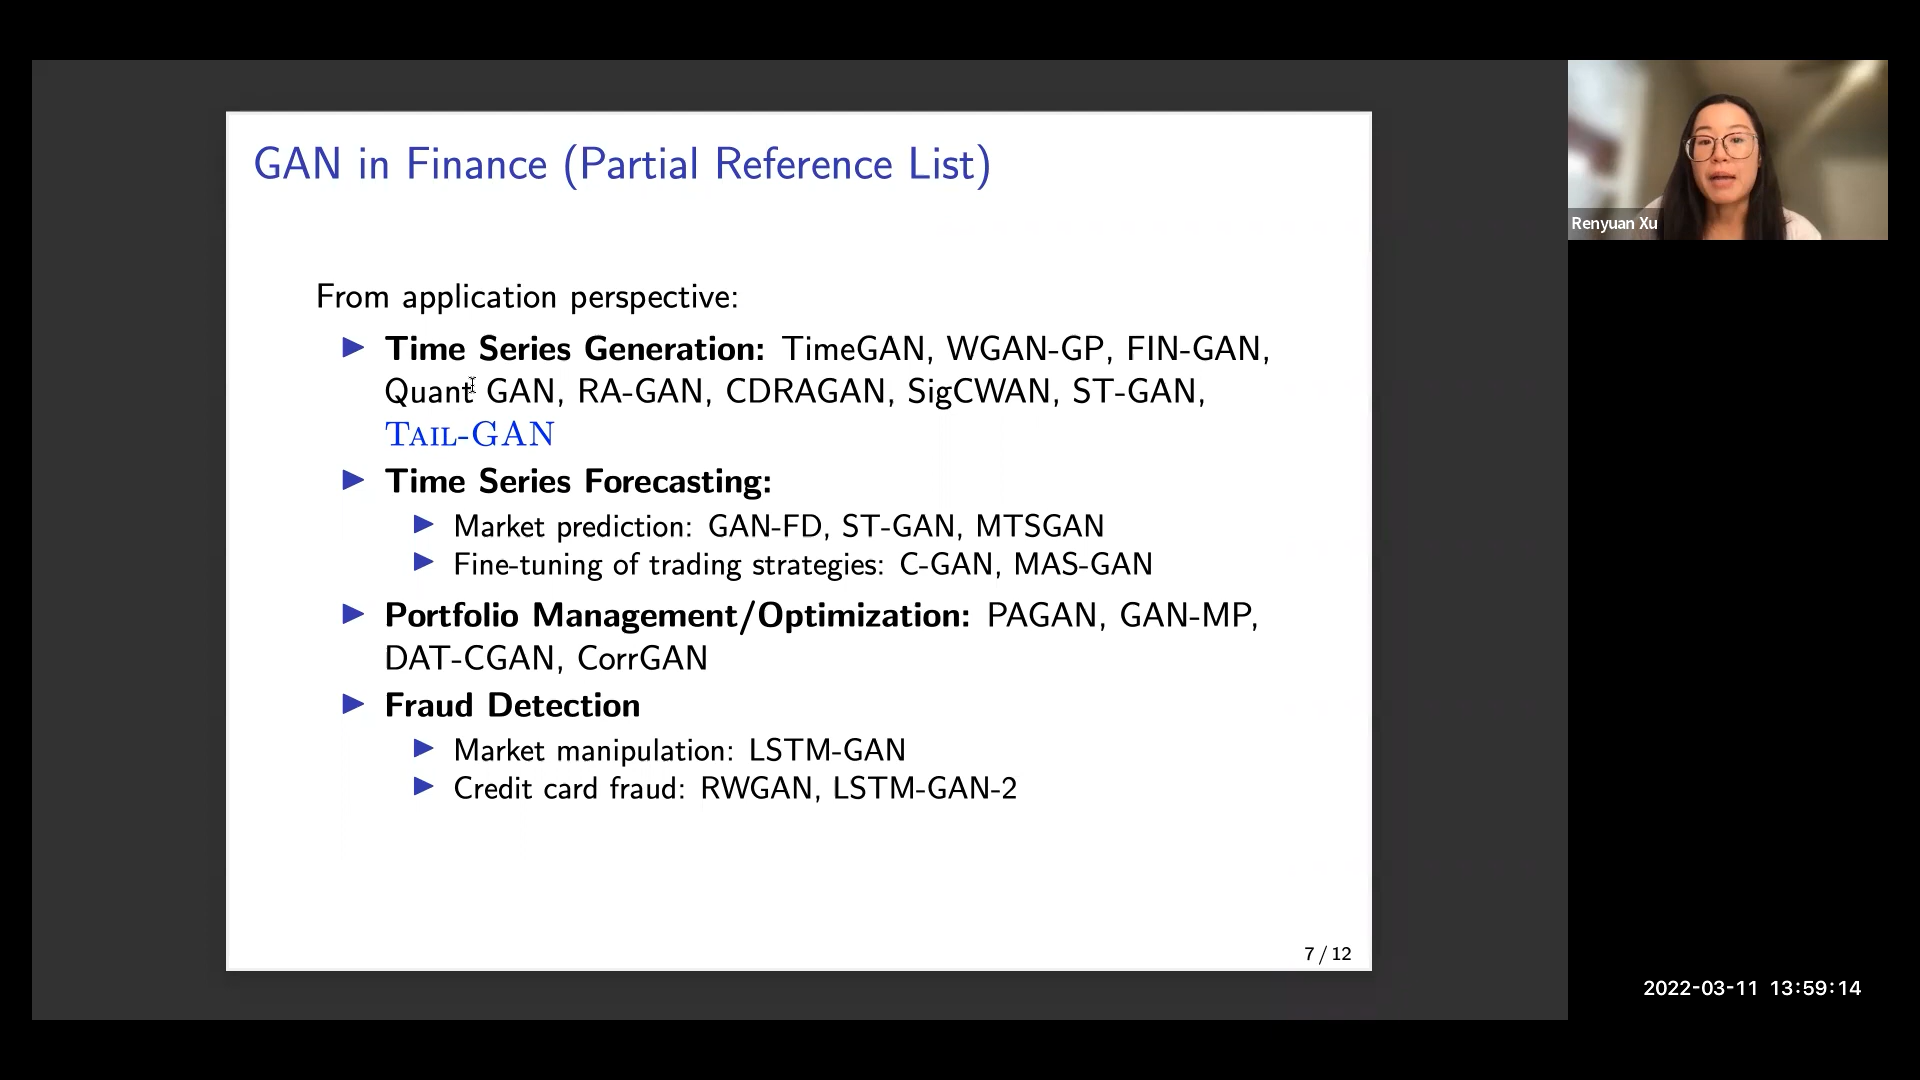 GAN in Finance (Partial Reference List)
From application perspective:
Time Series Generation: TimeGAN, WGAN-GP, FIN-GAN,
Quant GAN, RA-GAN, CDRAGAN, SigCWAN, ST-GAN,
TAIL-GAN
Time Series Forecasting:
Market prediction: GAN-FD, ST-GAN, MTSGAN
Fine-tuning of trading strategies: C-GAN, MAS-GAN
Portfolio Management/Optimization: PAGAN, GAN-MP,
DAT-CGAN, CorrGAN
Fraud Detection
Market manipulation: LSTM-GAN
Credit card fraud: RWGAN, LSTM-GAN-2
7 / 12
Renyuan Xu
2022-03-11 13:59:14